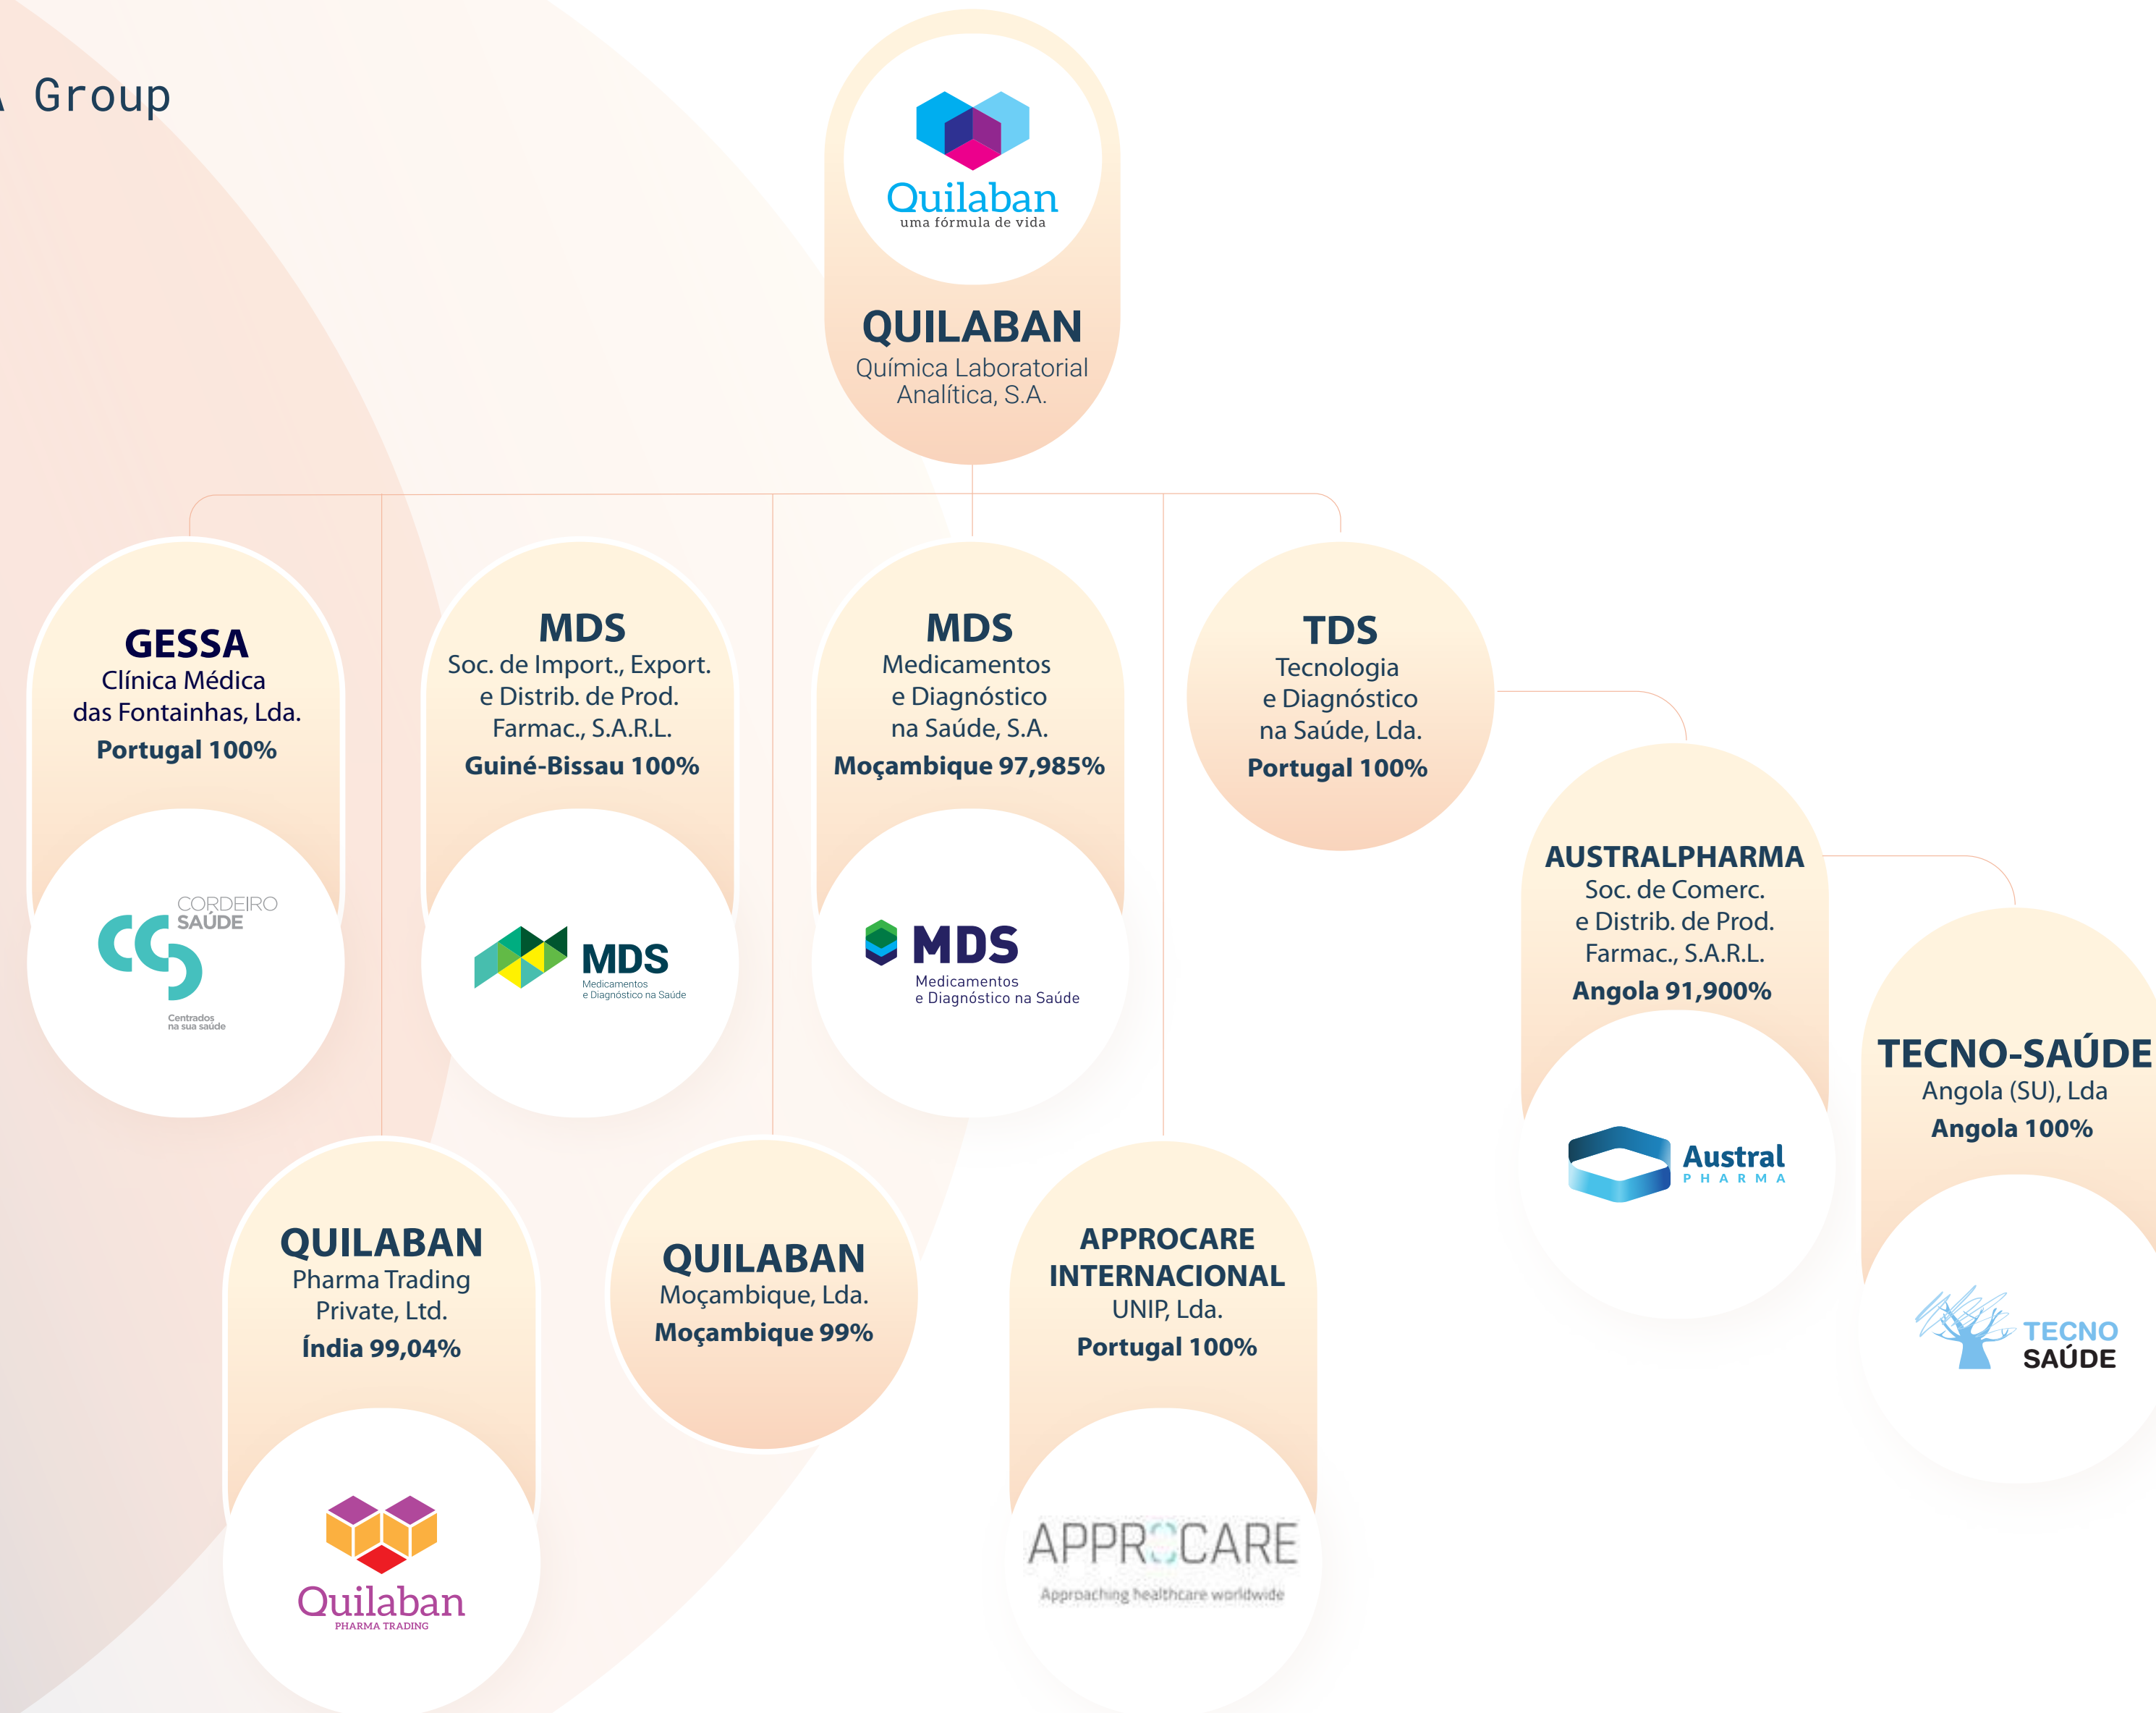 Group
Quilaban
uma fórmula de vida
QUILABAN
Química Laboratorial
Analítica, S.A.
GESSA
Clínica Médica
das Fontainhas, Lda.
Portugal 100%
CORDEIRO
SAÚDE
Centrados
na sua saúde
MDS
Soc. de Import., Export.
e Distrib. de Prod.
Farmac., S.A.R.L.
Guiné-Bissau 100%
MDS
Medicamentos
e Diagnóstico na Saúde
MDS
Medicamentos
e Diagnóstico
na Saúde, S.A.
Moçambique 97,985%
MDS
Medicamentos
e Diagnóstico na Saúde
TDS
Tecnologia
e Diagnóstico
na Saúde, Lda.
Portugal 100%
AUSTRALPHARMA
Soc. de Comerc.
e Distrib. de Prod.
Farmac., S.A.R.L.
Angola 91,900%
Austral
PHARMA
TECNO-SAÚDE
Angola (SU), Lda
Angola 100%
TECNO
SAÚDE
QUILABAN
Pharma Trading
Private, Ltd.
Índia 99,04%
Quilaban
PHARMA TRADING
QUILABAN
Moçambique, Lda.
Moçambique 99%
APPROCARE
INTERNACIONAL
UNIP, Lda.
Portugal 100%
APPROCARE
Approaching healthcare worldwide